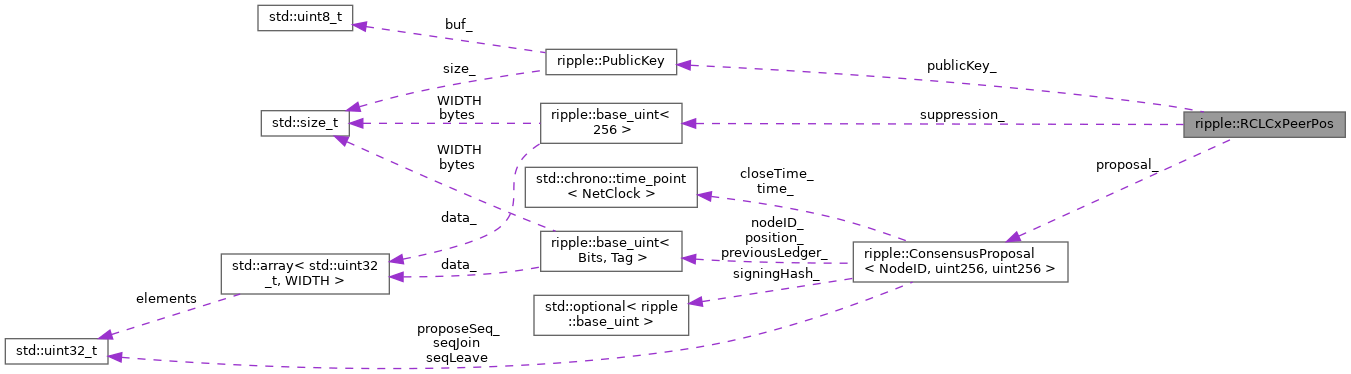 std::uint8_t
buf_
ripple::PublicKey
size_
publicKey_
std::size_t
WIDTH
bytes
ripple::base_uint<
256 >
suppression_
ripple::RCLCxPeerPos
WIDTH
bytes
std::chrono::time_point
< NetClock >
closeTime_
time_
proposal_
data_
nodeID_
position_
previousLedger_
ripple::base_uint<
Bits, Tag >
ripple::ConsensusProposal
< NodeID, uint256, uint256 >
std::array< std::uint32
_t, WIDTH >
data_
signingHash_
elements
std::optional< ripple
::base_uint >
proposeSeq_
seqJoin
seqLeave
std::uint32_t